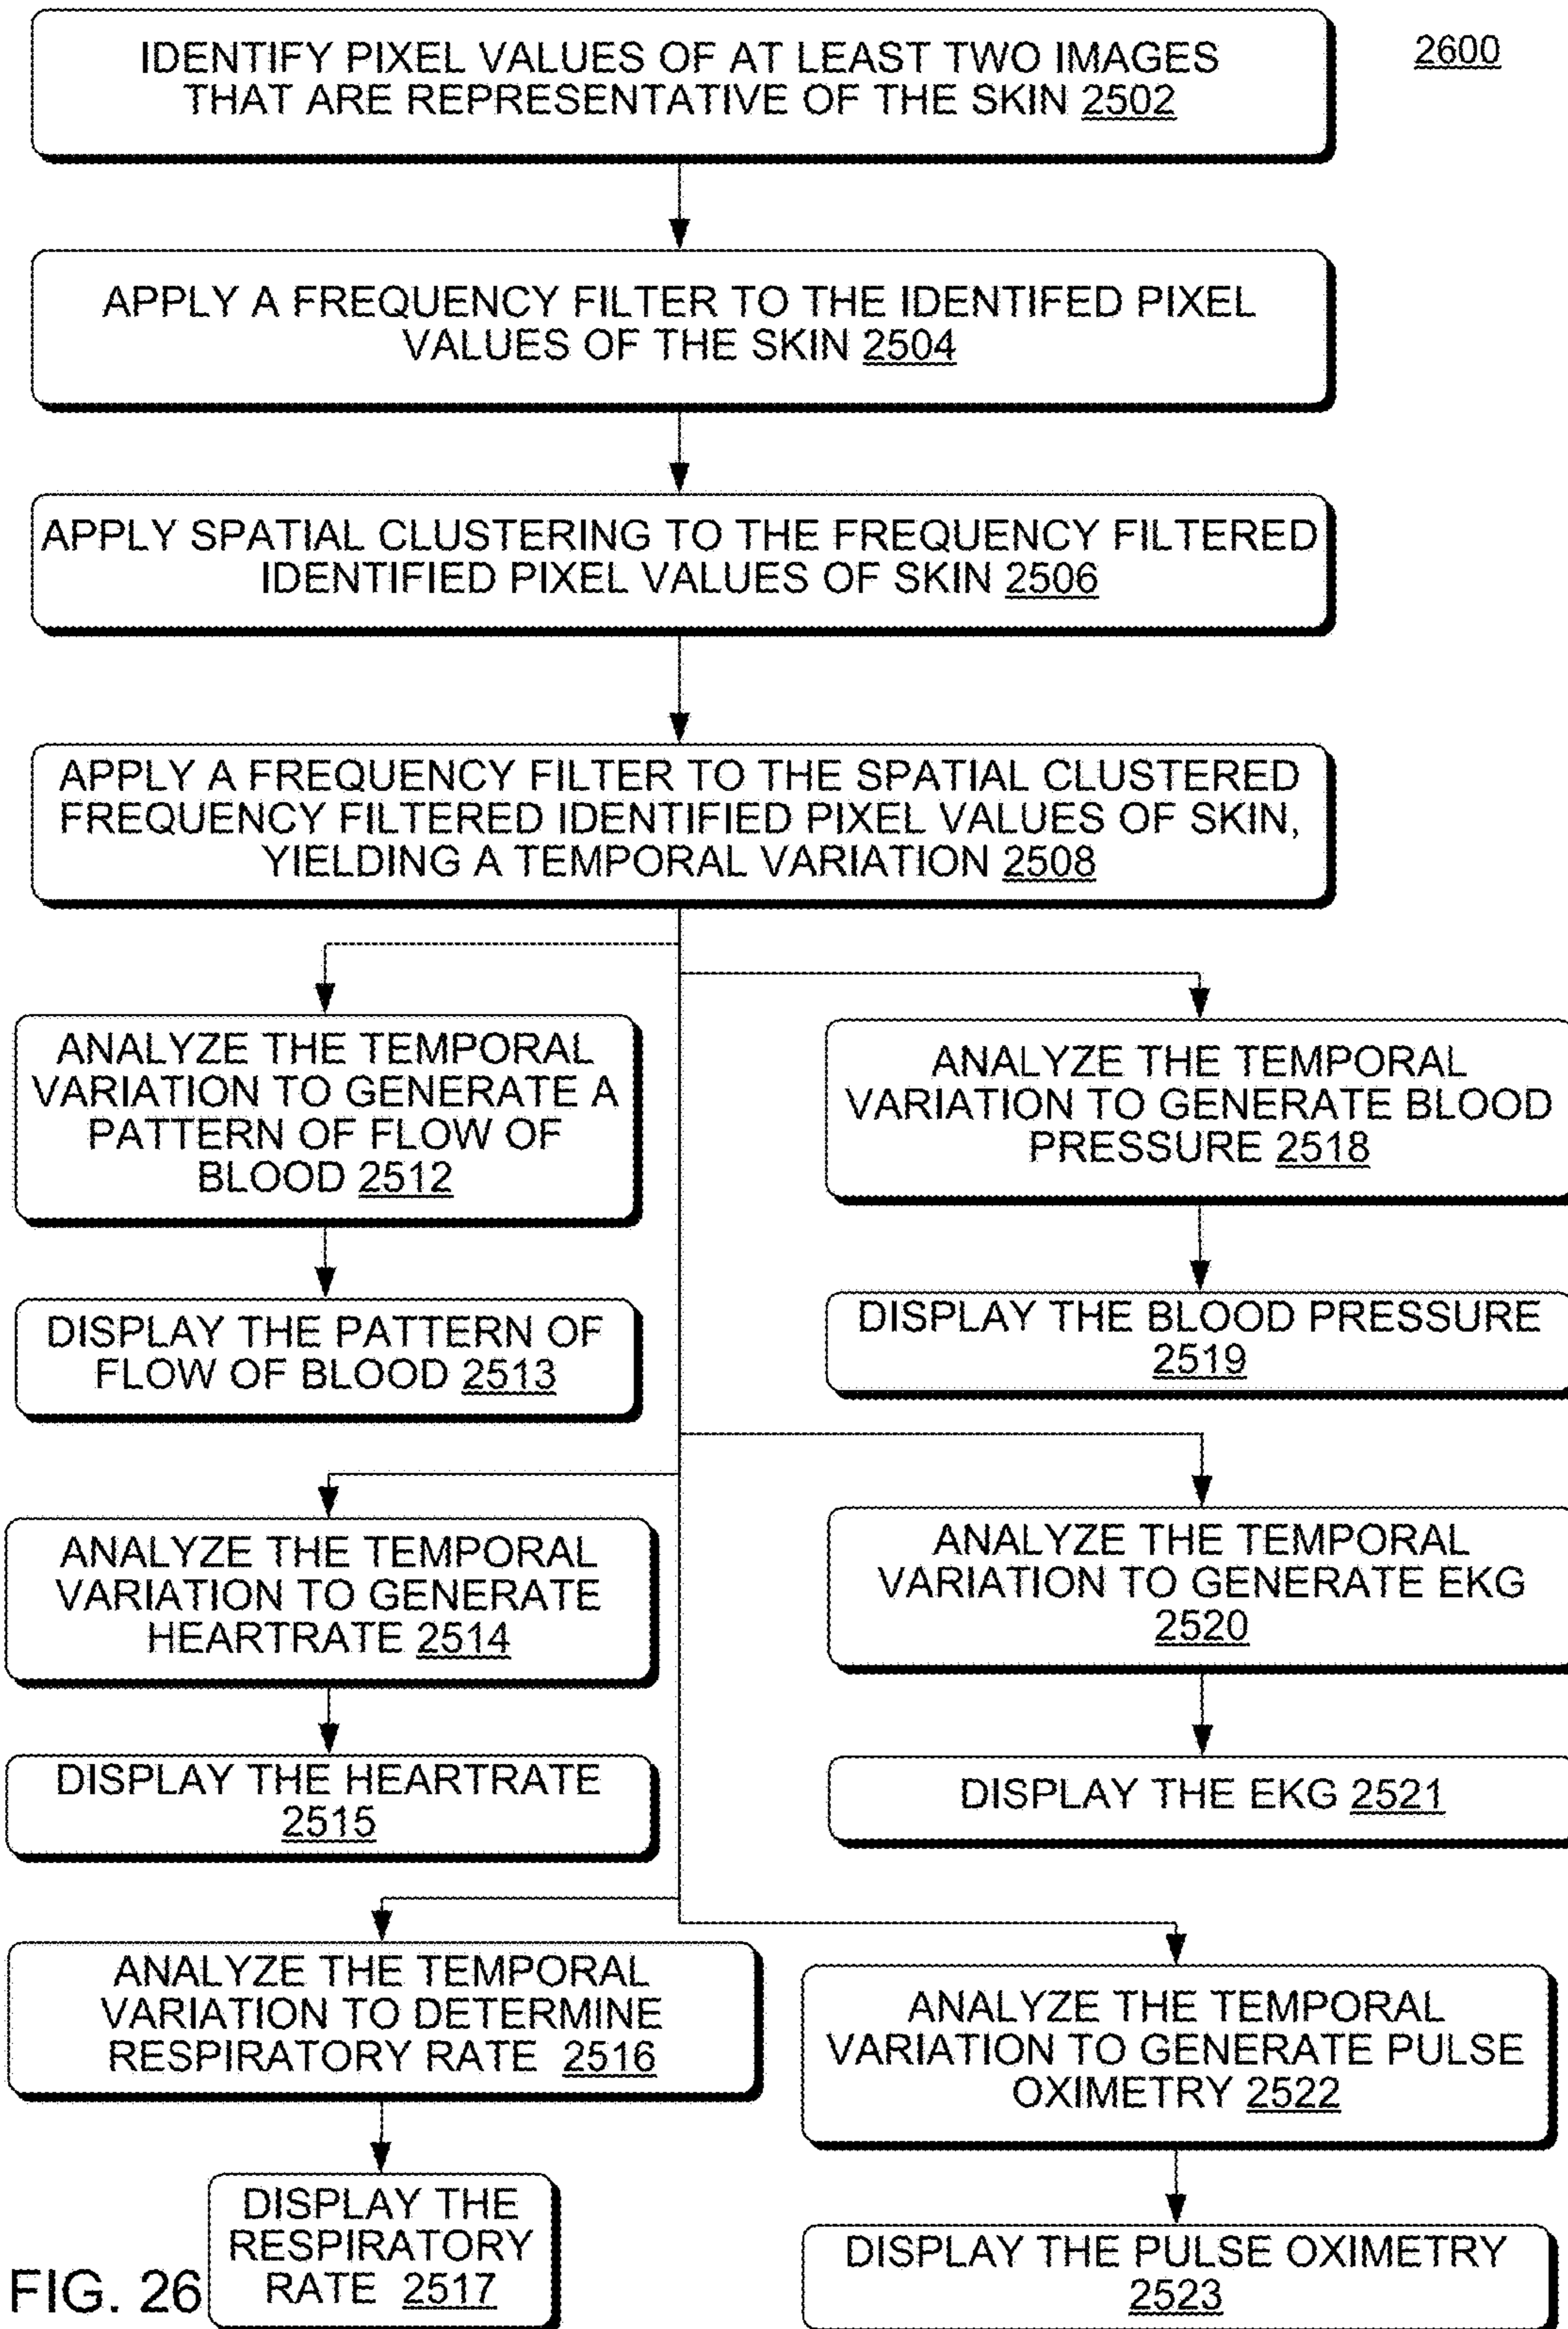 2600
IDENTIFY PIXEL VALUES OF AT LEAST TWO IMAGES
THAT ARE REPRESENTATIVE OF THE SKIN 2502
APPLY A FREQUENCY FILTER TO THE IDENTIFED PIXEL
VALUES OF THE SKIN 2504
APPLY SPATIAL CLUSTERING TO THE FREQUENCY FILTERED
IDENTIFIED PIXEL VALUES OF SKIN 2506
APPLY A FREQUENCY FILTER TO THE SPATIAL CLUSTERED
FREQUENCY FILTERED IDENTIFIED PIXEL VALUES OF SKIN,
YIELDING A TEMPORAL VARIATION 2508
ANALYZE THE TEMPORAL
VARIATION TO GENERATE A
PATTERN OF FLOW OF
BLOOD 2512
DISPLAY THE PATTERN OF
FLOW OF BLOOD 2513
ANALYZE THE TEMPORAL
VARIATION TO GENERATE BLOOD
PRESSURE 2518
DISPLAY THE BLOOD PRESSURE
2519
ANALYZE THE TEMPORAL
VARIATION TO GENERATE
HEARTRATE 2514
DISPLAY THE HEARTRATE
2515
ANALYZE THE TEMPORAL
VARIATION TO GENERATE EKG
2520
DISPLAY THE EKG 2521
ANALYZE THE TEMPORAL
VARIATION TO DETERMINE
RESPIRATORY RATE 2516
DISPLAY THE
RESPIRATORY
RATE 2517
ANALYZE THE TEMPORAL
VARIATION TO GENERATE PULSE
OXIMETRY 2522
DISPLAY THE PULSE OXIMETRY
2523
FIG. 26